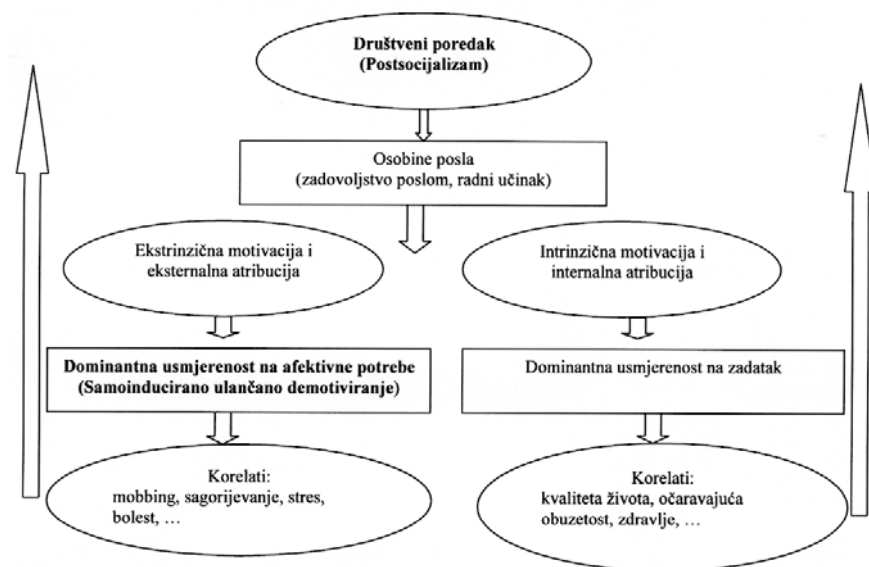 Društveni poredak
(Postsocijalizam)
Osobine posla
(zadovoljstvo poslom, radni učinak)
Ekstrinzična motivacija i
eksternalna atribucija
Intrinzična motivacija i
internalna atribucija
Dominantna usmjerenost na afektivne potrebe
(Samoinducirano ulančano demotiviranje)
Dominantna usmjerenost na zadatak
Korelati:
mobbing, sagorijevanje, stres,
bolest, …
Korelati:
kvaliteta života, očaravajuća
obuzetost, zdravlje, …